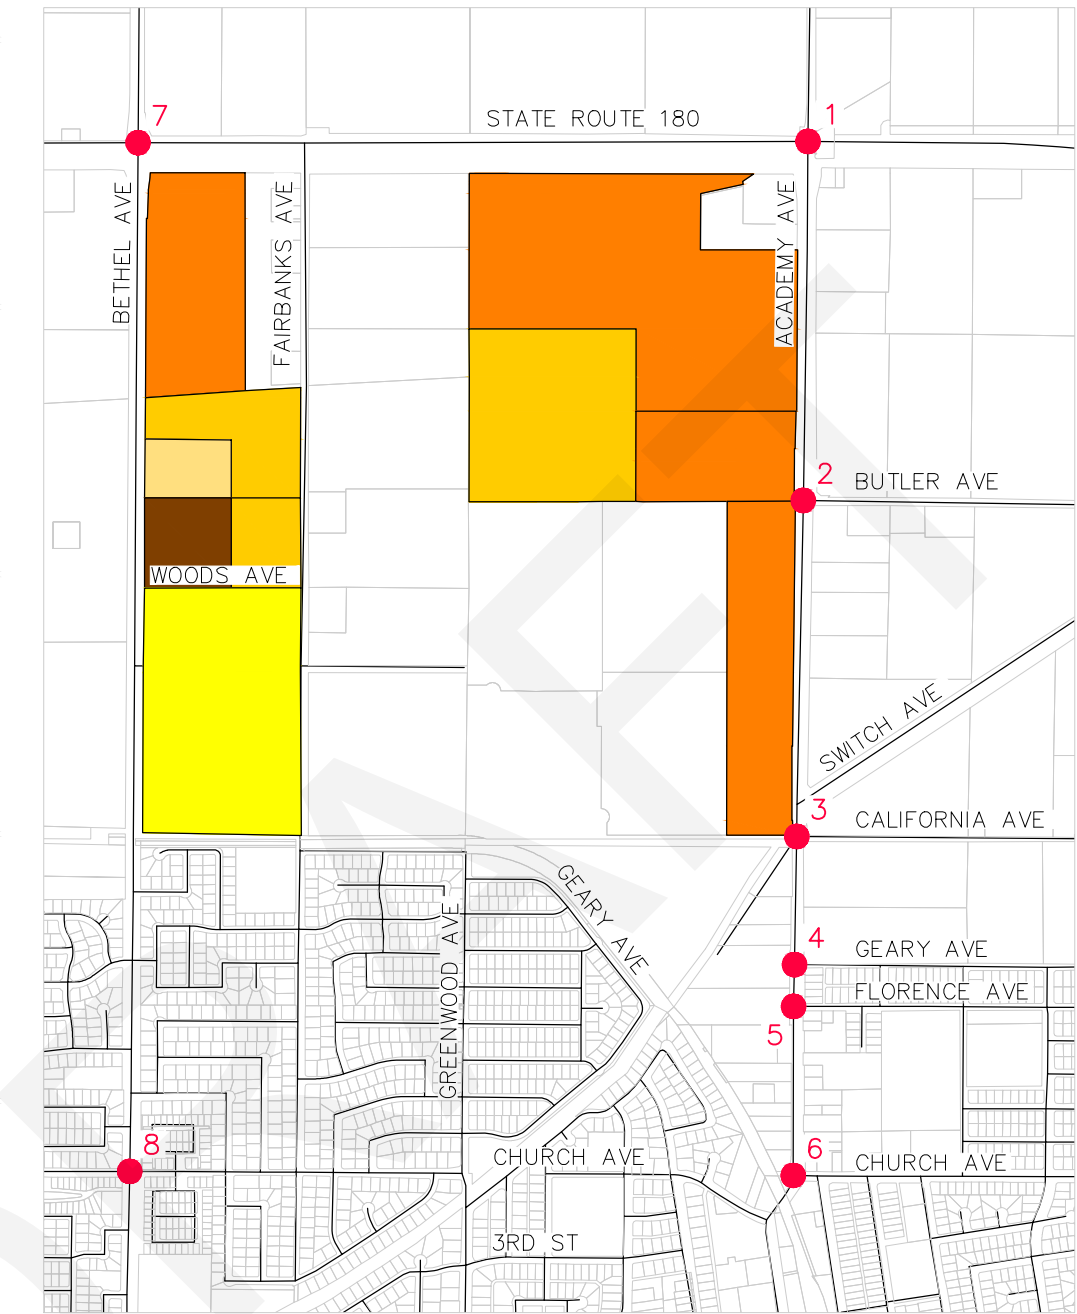 7
STATE ROUTE 180
1
BETHEL AVE
FAIRBANKS AVE
ACADEMY AVE
2
BUTLER AVE
WOODS AVE
SWITCH AVE
3
CALIFORNIA AVE
GEARY AVE
GREENWOOD AVE
4
GEARY AVE
FLORENCE AVE
5
8
CHURCH AVE
6
CHURCH AVE
3RD ST
DRAFT